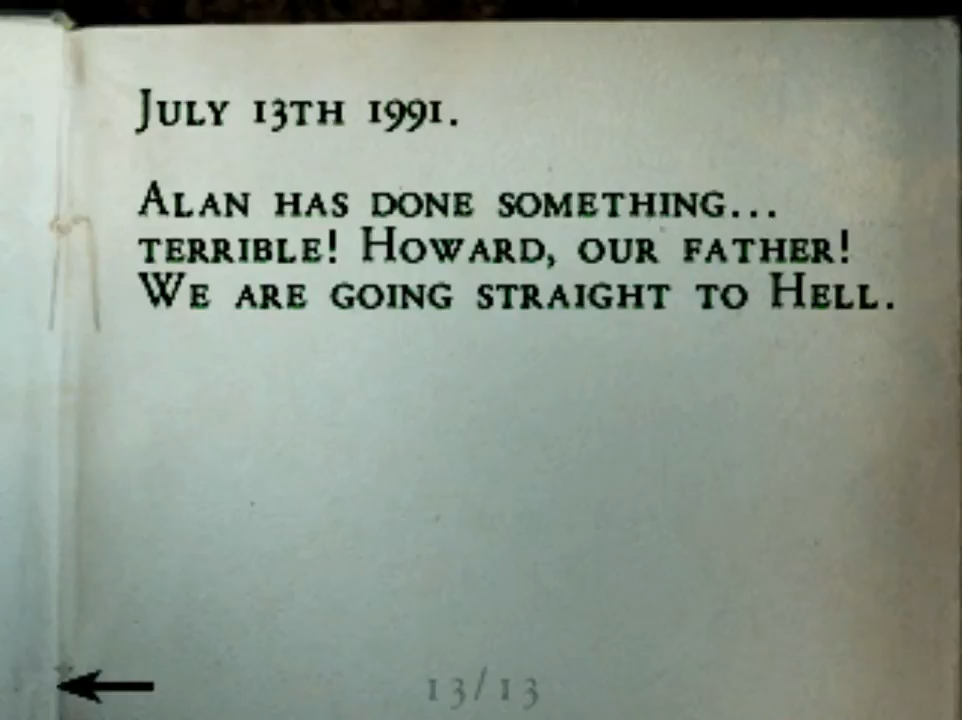 July 13th 1991.
Alan has done something...
terrible! Howard, our father!
We are going straight to Hell.
13/13